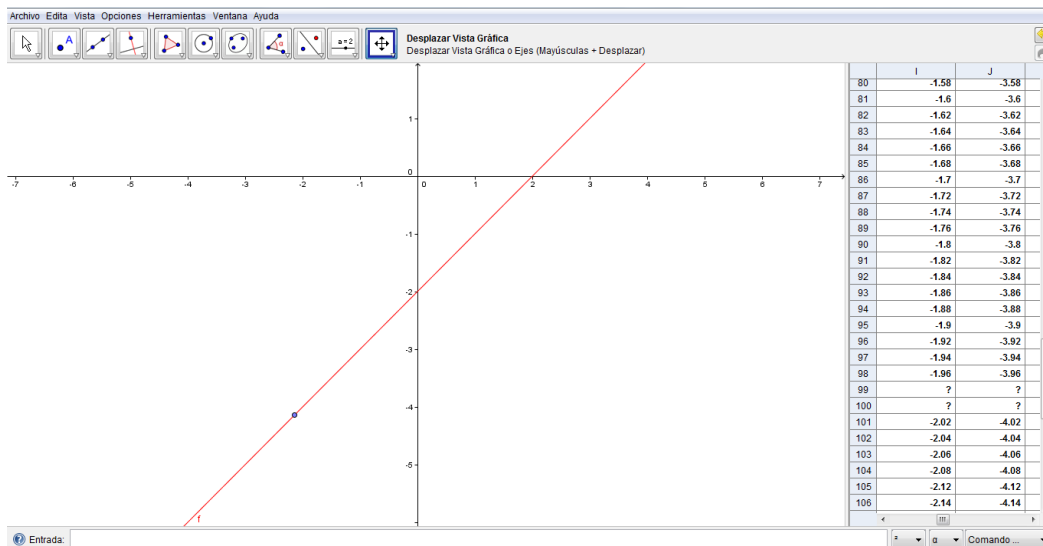 Archivo Edita Vista Opciones Herramientas Ventana Ayuda
A
α
a = 2
Desplazar Vista Gráfica
Desplazar Vista Gráfica o Ejes (Mayúsculas + Desplazar)
1
0
-7 -6 -5 -4 -3 -2 -1 0 1 2 3 4 5 6 7
-1
-2
-3
-4
-5
f
I J
80 -1.58 -3.58
81 -1.6 -3.6
82 -1.62 -3.62
83 -1.64 -3.64
84 -1.66 -3.66
85 -1.68 -3.68
86 -1.7 -3.7
87 -1.72 -3.72
88 -1.74 -3.74
89 -1.76 -3.76
90 -1.8 -3.8
91 -1.82 -3.82
92 -1.84 -3.84
93 -1.86 -3.86
94 -1.88 -3.88
95 -1.9 -3.9
96 -1.92 -3.92
97 -1.94 -3.94
98 -1.96 -3.96
99 ? ?
100 ? ?
101 -2.02 -4.02
102 -2.04 -4.04
103 -2.06 -4.06
104 -2.08 -4.08
105 -2.12 -4.12
106 -2.14 -4.14
Entrada: ² α Comando ...